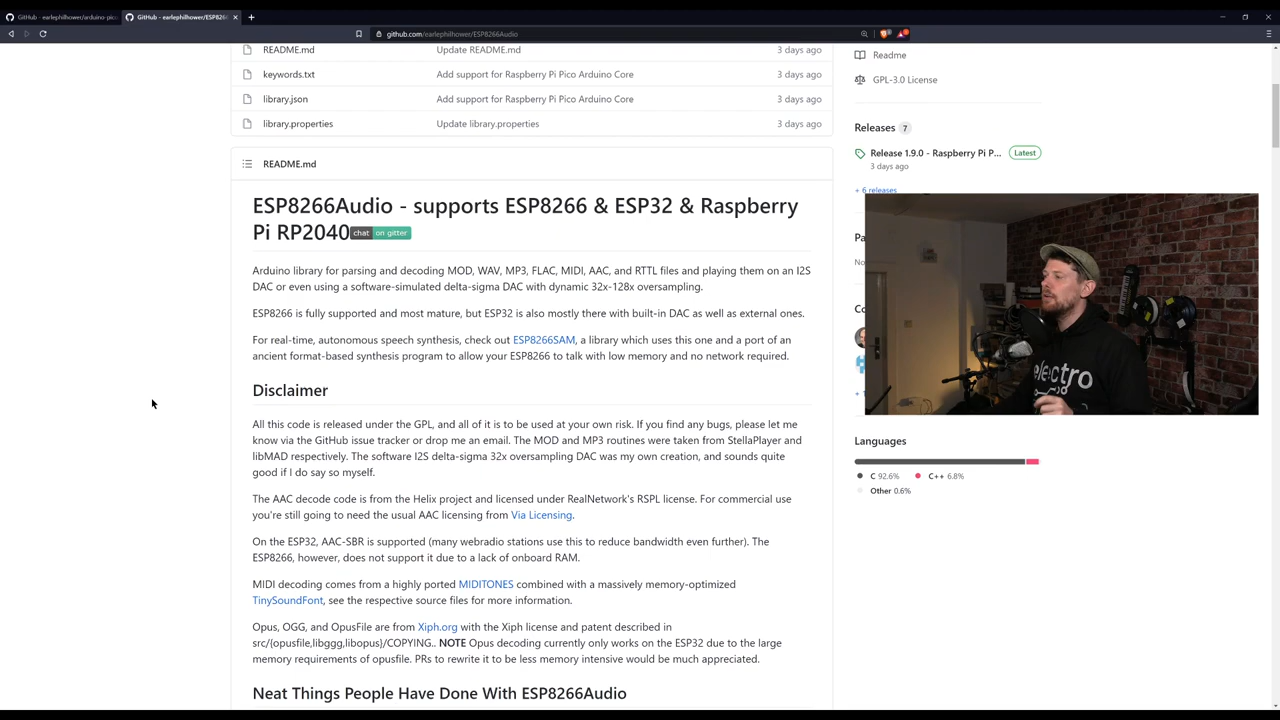 GitHub - earlephilhower/arduino-pic
GitHub - earlephilhower/ESP826
github.com/earlephilhower/ESP8266Audio
README.md Update README.md 3 days ago
keywords.txt Add support for Raspberry Pi Pico Arduino Core 3 days ago
library.json Add support for Raspberry Pi Pico Arduino Core 3 days ago
library.properties Update library.properties 3 days ago
README.md
ESP8266Audio - supports ESP8266 & ESP32 & Raspberry
Pi RP2040 chat on gitter
Arduino library for parsing and decoding MOD, WAV, MP3, FLAC, MIDI, AAC, and RTTL files and playing them on an I2S
DAC or even using a software-simulated delta-sigma DAC with dynamic 32x-128x oversampling.
ESP8266 is fully supported and most mature, but ESP32 is also mostly there with built-in DAC as well as external ones.
For real-time, autonomous speech synthesis, check out ESP8266SAM, a library which uses this one and a port of an
ancient format-based synthesis program to allow your ESP8266 to talk with low memory and no network required.
Disclaimer
All this code is released under the GPL, and all of it is to be used at your own risk. If you find any bugs, please let me
know via the GitHub issue tracker or drop me an email. The MOD and MP3 routines were taken from StellaPlayer and
libMAD respectively. The software I2S delta-sigma 32x oversampling DAC was my own creation, and sounds quite
good if I do say so myself.
The AAC decode code is from the Helix project and licensed under RealNetwork's RSPL license. For commercial use
you're still going to need the usual AAC licensing from Via Licensing.
On the ESP32, AAC-SBR is supported (many webradio stations use this to reduce bandwidth even further). The
ESP8266, however, does not support it due to a lack of onboard RAM.
MIDI decoding comes from a highly ported MIDITONES combined with a massively memory-optimized
TinySoundFont, see the respective source files for more information.
Opus, OGG, and OpusFile are from Xiph.org with the Xiph license and patent described in
src/{opusfile,libggg,libopus}/COPYING.. NOTE Opus decoding currently only works on the ESP32 due to the large
memory requirements of opusfile. PRs to rewrite it to be less memory intensive would be much appreciated.
Neat Things People Have Done With ESP8266Audio
Readme
GPL-3.0 License
Releases 7
Release 1.9.0 - Raspberry Pi P... Latest
3 days ago
+ 6 releases
Pa
No
Co
electro
Languages
C 92.6% C++ 6.8%
Other 0.6%